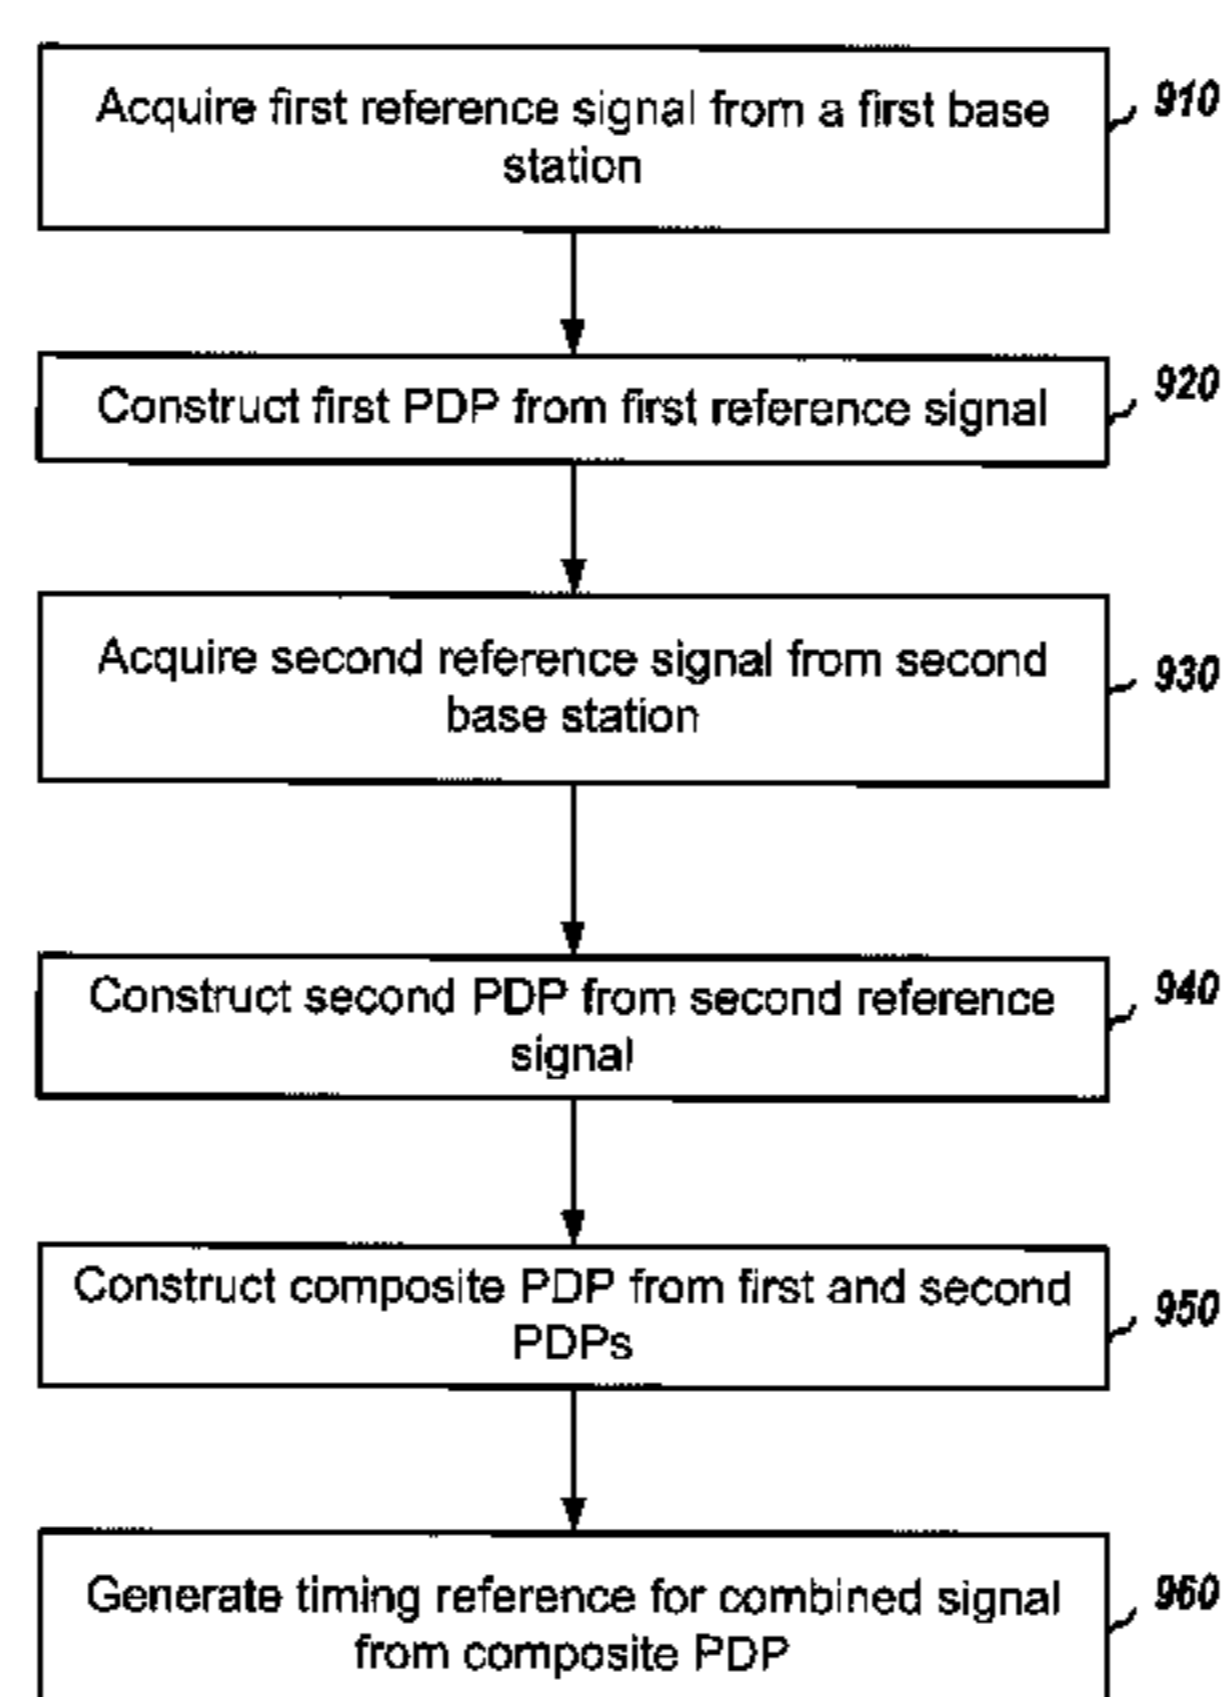 Acquire first reference signal from a first base
station
910
Construct first PDP from first reference signal
920
Acquire second reference signal from second
base station
930
Construct second PDP from second reference
signal
940
Construct composite PDP from first and second
PDPs
950
Generate timing reference for combined signal
from composite PDP
960